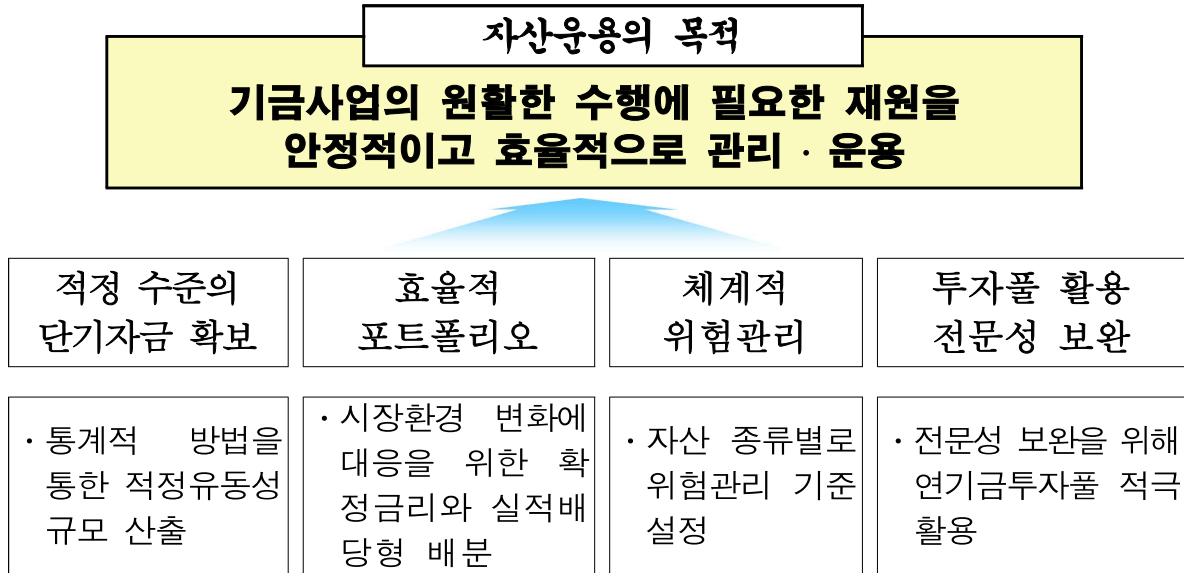 자산운용의 목적
기금사업의 원활한 수행에 필요한 재원을
안정적이고 효율적으로 관리 · 운용
적정 수준의
단기자금 확보
효율적
포트폴리오
체계적
위험관리
투자풀 활용
전문성 보완
· 통계적 방법을
통한 적정유동성
규모 산출
· 시장환경 변화에
대응을 위한 확
정금리와 실적배
당형 배분
· 자산 종류별로
위험관리 기준
설정
· 전문성 보완을 위해
연기금투자풀 적극
활용